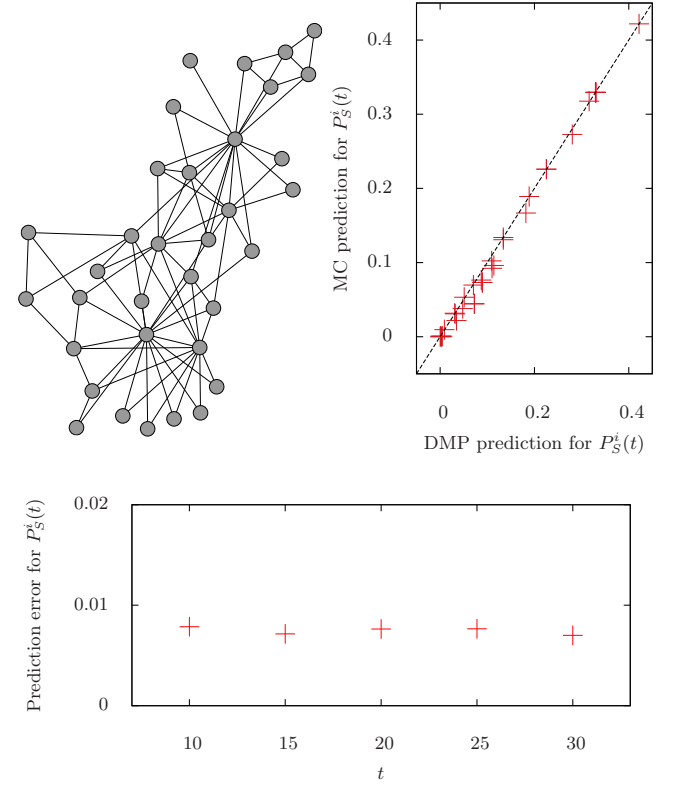 0.4
0.3
0.2
0.1
0
MC prediction for P_S^i(t)
0 0.2 0.4
DMP prediction for P_S^i(t)
0.02
0.01
0
Prediction error for P_S^i(t)
10 15 20 25 30
t